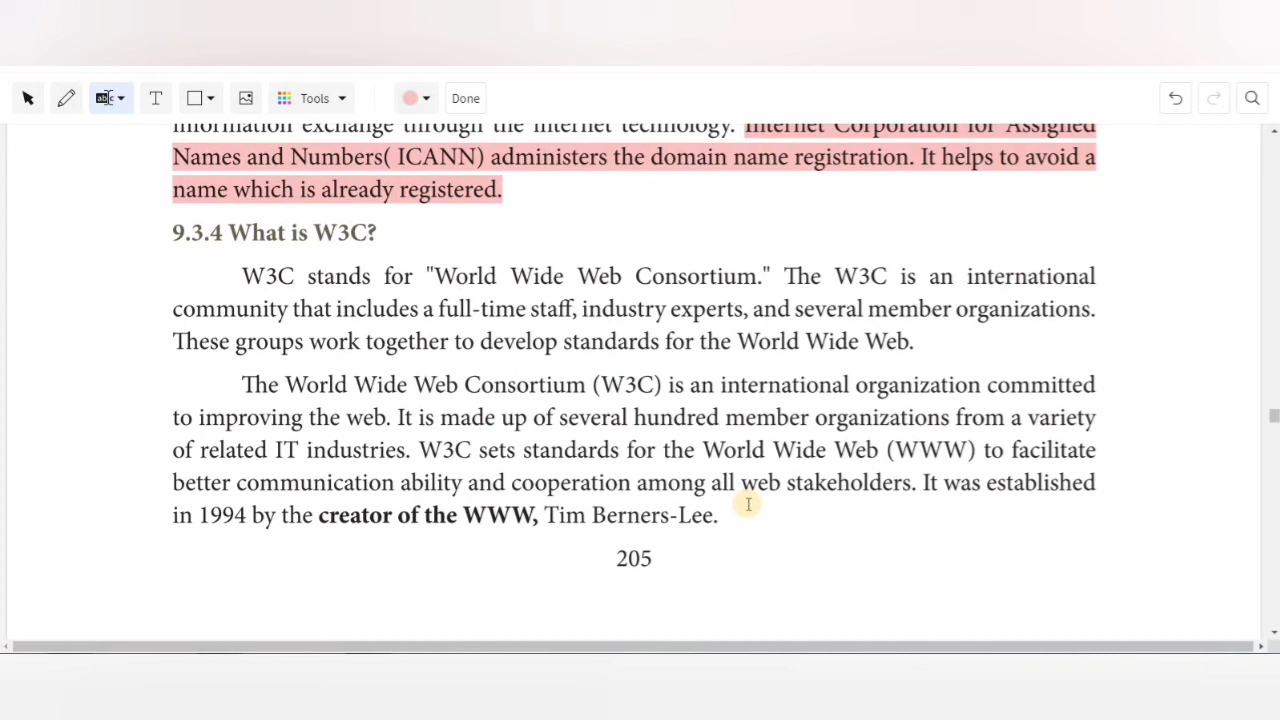 abc
T
Tools
Done
information exchange through the internet technology. Internet Corporation for Assigned
Names and Numbers( ICANN) administers the domain name registration. It helps to avoid a
name which is already registered.
9.3.4 What is W3C?
W3C stands for "World Wide Web Consortium." The W3C is an international
community that includes a full-time staff, industry experts, and several member organizations.
These groups work together to develop standards for the World Wide Web.
The World Wide Web Consortium (W3C) is an international organization committed
to improving the web. It is made up of several hundred member organizations from a variety
of related IT industries. W3C sets standards for the World Wide Web (WWW) to facilitate
better communication ability and cooperation among all web stakeholders. It was established
in 1994 by the creator of the WWW, Tim Berners-Lee.
205